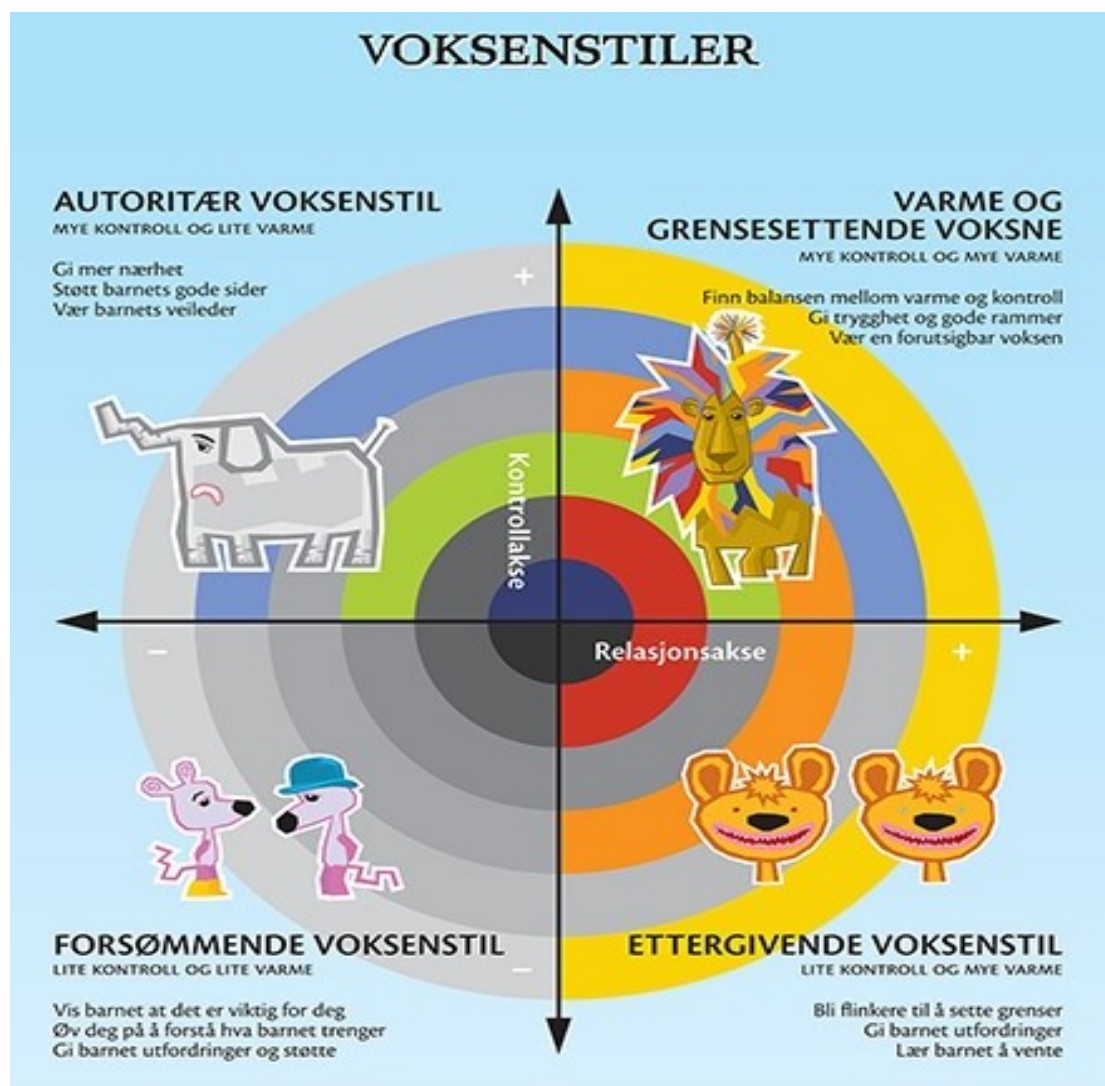 VOKSENSTILER
AUTORITÆR VOKSENSTIL
MYE KONTROLL OG LITE VARME
Gi mer nærhet
Støtt barnets gode sider
Vær barnets veileder
VARME OG
GRENSESETTENDE VOKSNE
MYE KONTROLL OG MYE VARME
Finn balansen mellom varme og kontroll
Gi trygghet og gode rammer
Vær en forutsigbar voksen
+
Kontrollakse
–
Relasjonsakse
+
FORSØMMENDE VOKSENSTIL
LITE KONTROLL OG LITE VARME
Vis barnet at det er viktig for deg
Øv deg på å forstå hva barnet trenger
Gi barnet utfordringer og støtte
–
ETTERGIVENDE VOKSENSTIL
LITE KONTROLL OG MYE VARME
Bli flinkere til å sette grenser
Gi barnet utfordringer
Lær barnet å vente